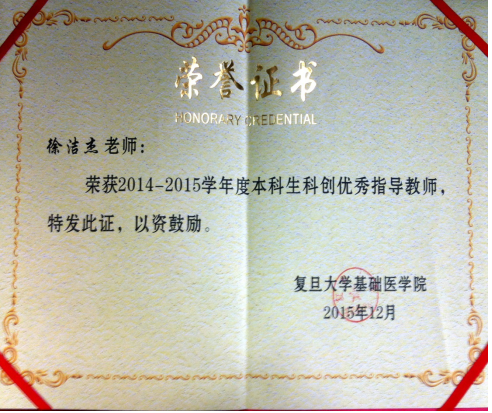 荣誉证书
HONORARY CREDENTIAL
徐洁杰老师：
荣获2014-2015学年度本科生科创优秀指导教师，
特发此证，以资鼓励。
复旦大学基础医学院
2015年12月